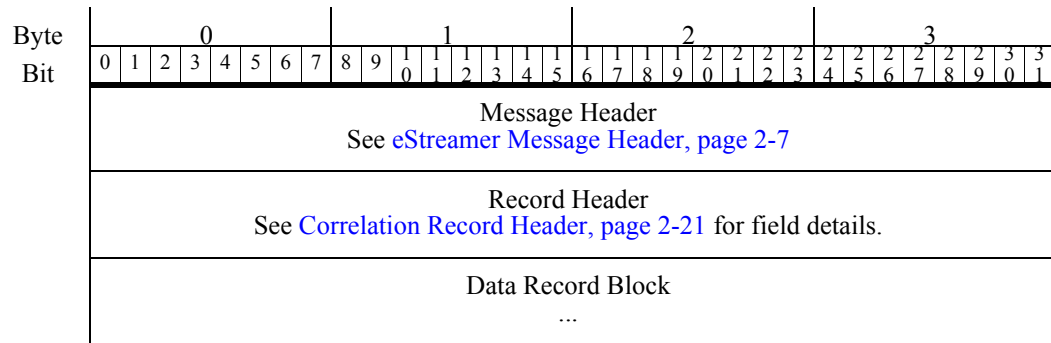 Byte 0 1 2 3
Bit 0 1 2 3 4 5 6 7 8 9 10 11 12 13 14 15 16 17 18 19 20 21 22 23 24 25 26 27 28 29 30 31
Message Header
See eStreamer Message Header, page 2-7
Record Header
See Correlation Record Header, page 2-21 for field details.
Data Record Block
...